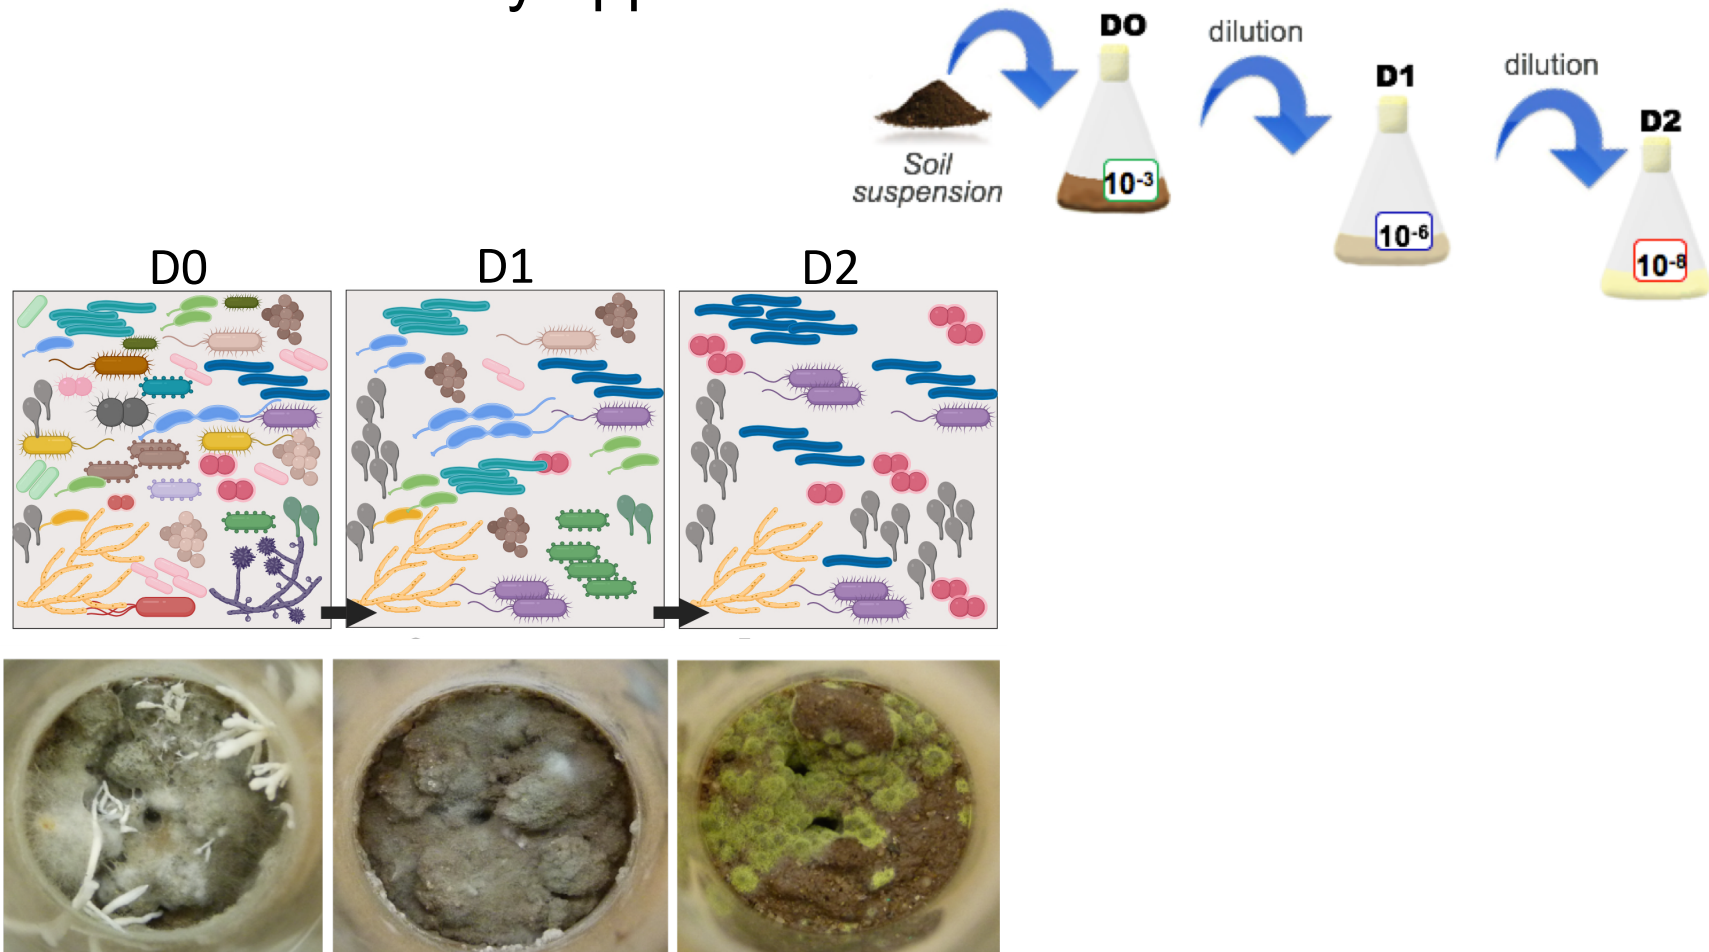 DO
dilution
D1
dilution
D2
Soil
suspension
10-3
10-6
10-8
D0
D1
D2